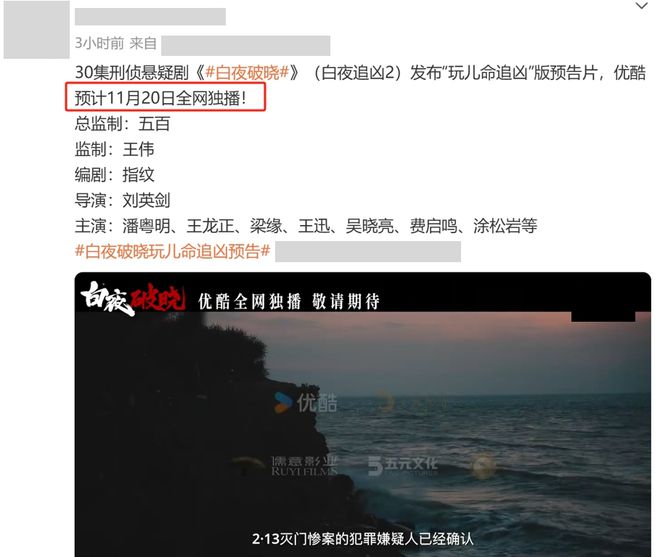 3小时前 来自
30集刑侦悬疑剧《#白夜破晓#》（白夜追凶2）发布“玩儿命追凶”版预告片，优酷
预计11月20日全网独播！
总监制：五百
监制：王伟
编剧：指纹
导演：刘英剑
主演：潘粤明、王龙正、梁缘、王迅、吴晓亮、费启鸣、涂松岩等
#白夜破晓玩儿命追凶预告#
白夜破晓 优酷全网独播 敬请期待
优酷
儒意影业 五元文化
RUYI FILMS
2·13灭门惨案的犯罪嫌疑人已经确认